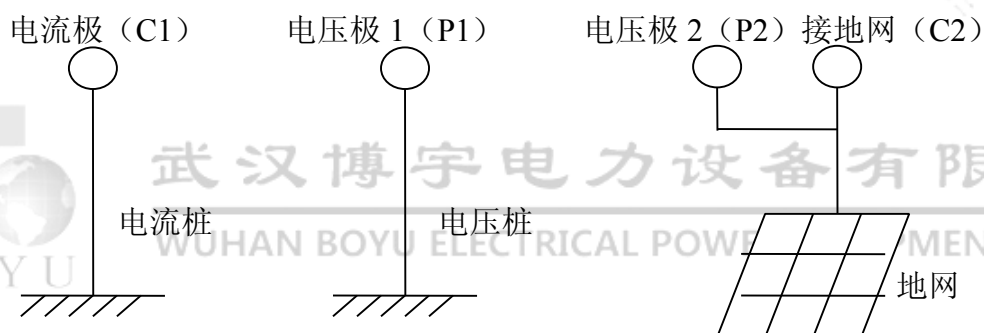 电流极（C1） 电压极 1（P1） 电压极 2（P2）接地网（C2）
武汉博宇电力设备有限
电流桩 电压桩
WUHAN BOYU ELECTRICAL POWE PMEN
Y U
地网